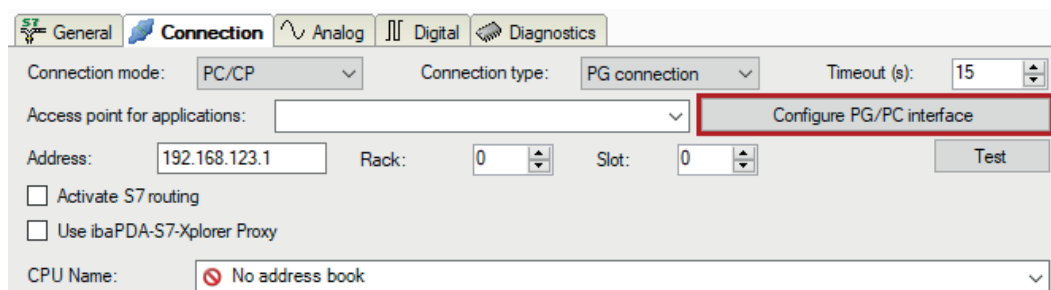 S7 General Connection Analog Digital Diagnostics
Connection mode: PC/CP Connection type: PG connection Timeout (s): 15
Access point for applications: Configure PG/PC interface
Address: 192.168.123.1 Rack: 0 Slot: 0 Test
Activate S7 routing
Use ibaPDA-S7-Xplorer Proxy
CPU Name: No address book